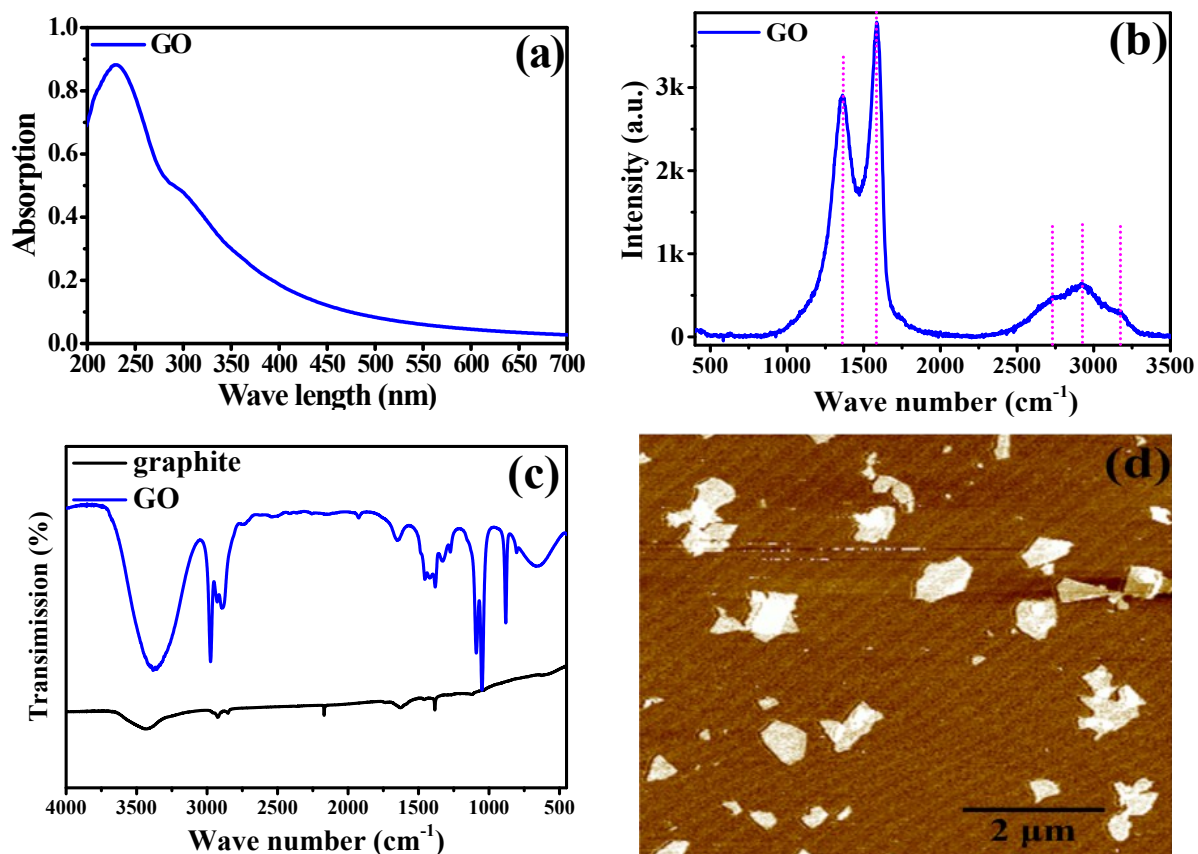 GO
(a)
1.0
0.8
0.6
0.4
0.2
0.0
Absorption
200 250 300 350 400 450 500 550 600 650 700
Wave length (nm)
GO
(b)
3k
2k
1k
0
Intensity (a.u.)
500 1000 1500 2000 2500 3000 3500
Wave number (cm-1)
graphite
GO
(c)
Transimission (%)
4000 3500 3000 2500 2000 1500 1000 450
Wave number (cm-1)
(d)
2 μm